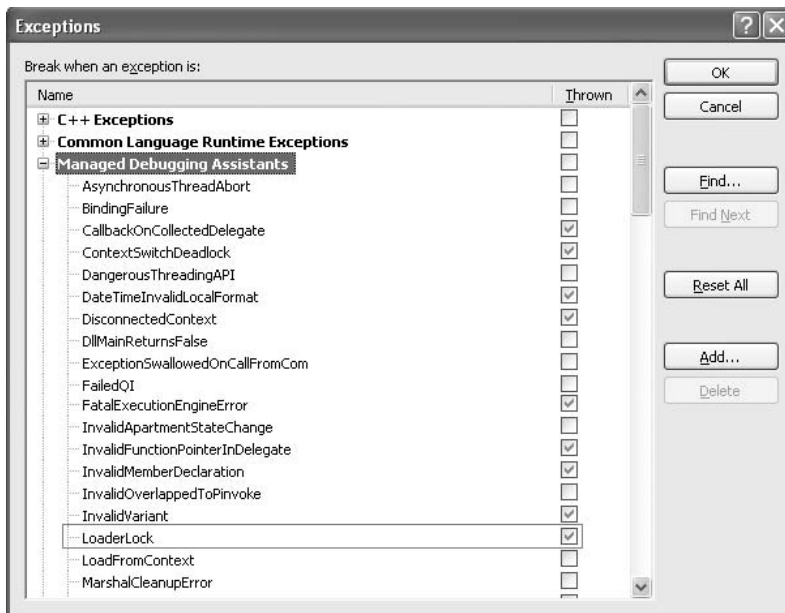 Exceptions
Break when an exception is:
Name Thrown
C++ Exceptions
Common Language Runtime Exceptions
Managed Debugging Assistants
AsynchronousThreadAbort
BindingFailure
CallbackOnCollectedDelegate
ContextSwitchDeadlock
DangerousThreadingAPI
DateTimeInvalidLocalFormat
DisconnectedContext
DllMainReturnsFalse
ExceptionSwallowedOnCallFromCom
FailedQI
FatalExecutionEngineError
InvalidApartmentStateChange
InvalidFunctionPointerInDelegate
InvalidMemberDeclaration
InvalidOverlappedToPinvoke
InvalidVariant
LoaderLock
LoadFromContext
MarshalCleanupError
OK
Cancel
Find...
Find Next
Reset All
Add...
Delete